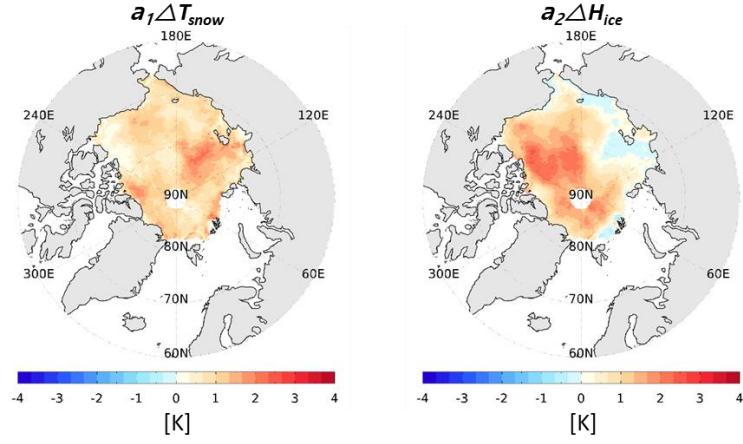 a₁△Tsnow
a₂△Hice
180E
180E
240E
120E
240E
120E
90N
90N
300E
80N
60E
300E
80N
60E
70N
70N
60N
60N
-4 -3 -2 -1 0 1 2 3 4
-4 -3 -2 -1 0 1 2 3 4
[K]
[K]